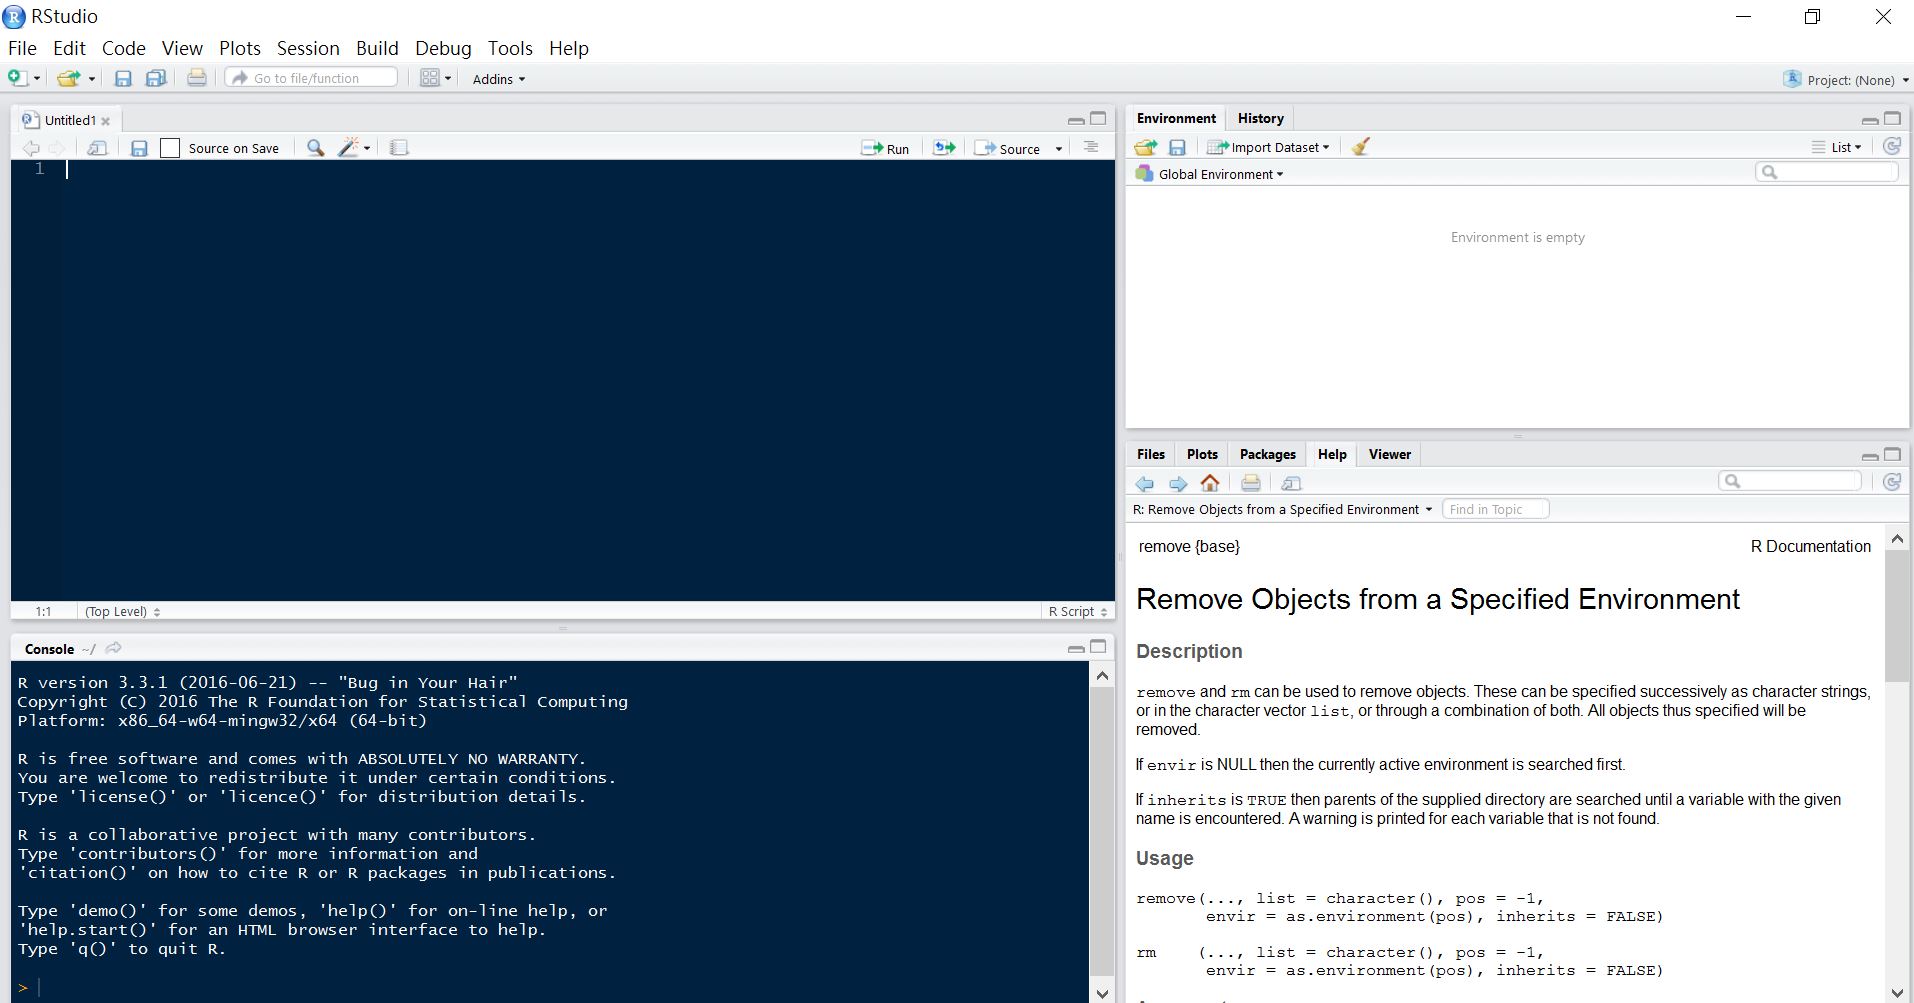 RStudio
File Edit Code View Plots Session Build Debug Tools Help
Go to file/function Addins Project: (None)
Untitled1
Source on Save Run Source
1
1:1 (Top Level) R Script
Console ~/
R version 3.3.1 (2016-06-21) -- "Bug in Your Hair"
Copyright (C) 2016 The R Foundation for Statistical Computing
Platform: x86_64-w64-mingw32/x64 (64-bit)
R is free software and comes with ABSOLUTELY NO WARRANTY.
You are welcome to redistribute it under certain conditions.
Type 'license()' or 'licence()' for distribution details.
R is a collaborative project with many contributors.
Type 'contributors()' for more information and
'citation()' on how to cite R or R packages in publications.
Type 'demo()' for some demos, 'help()' for on-line help, or
'help.start()' for an HTML browser interface to help.
Type 'q()' to quit R.
>
Environment History
Import Dataset List
Global Environment
Environment is empty
Files Plots Packages Help Viewer
R: Remove Objects from a Specified Environment Find in Topic
remove {base} R Documentation
Remove Objects from a Specified Environment
Description
remove and rm can be used to remove objects. These can be specified successively as character strings,
or in the character vector list, or through a combination of both. All objects thus specified will be
removed.
If envir is NULL then the currently active environment is searched first.
If inherits is TRUE then parents of the supplied directory are searched until a variable with the given
name is encountered. A warning is printed for each variable that is not found.
Usage
remove(..., list = character(), pos = -1,
envir = as.environment(pos), inherits = FALSE)
rm (..., list = character(), pos = -1,
envir = as.environment(pos), inherits = FALSE)